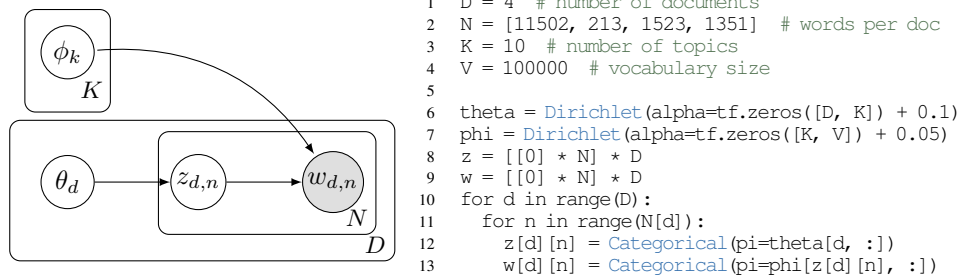 ϕ_k
K
θ_d
z_{d,n}
w_{d,n}
N
D
1 D = 4 # number of documents
2 N = [11502, 213, 1523, 1351] # words per doc
3 K = 10 # number of topics
4 V = 100000 # vocabulary size
5
6 theta = Dirichlet(alpha=tf.zeros([D, K]) + 0.1)
7 phi = Dirichlet(alpha=tf.zeros([K, V]) + 0.05)
8 z = [[0] * N] * D
9 w = [[0] * N] * D
10 for d in range(D):
11 for n in range(N[d]):
12 z[d][n] = Categorical(pi=theta[d, :])
13 w[d][n] = Categorical(pi=phi[z[d][n], :])